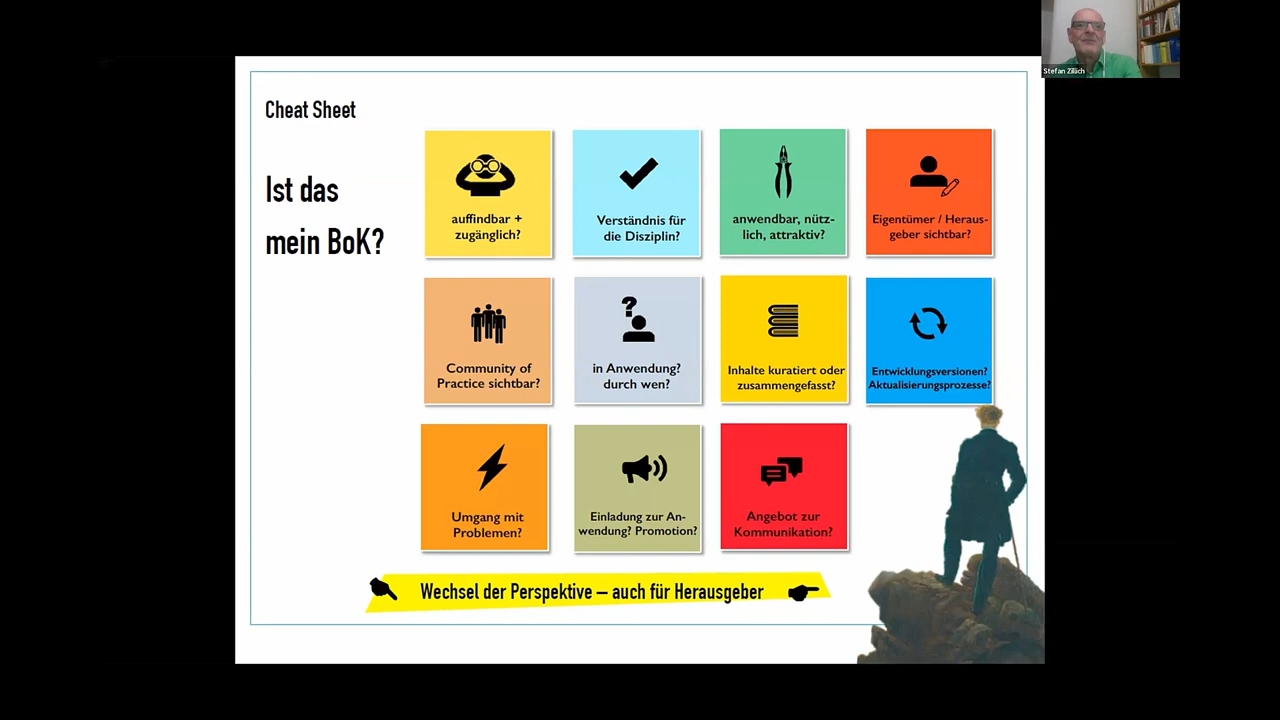 Stefan Zillich
Cheat Sheet
Ist das
mein BoK?
auffindbar +
zugänglich?
Verständnis für
die Disziplin?
anwendbar, nütz-
lich, attraktiv?
Eigentümer / Heraus-
geber sichtbar?
Community of
Practice sichtbar?
in Anwendung?
durch wen?
Inhalte kuratiert oder
zusammengefasst?
Entwicklungsversionen?
Aktualisierungsprozesse?
Umgang mit
Problemen?
Einladung zur An-
wendung? Promotion?
Angebot zur
Kommunikation?
Wechsel der Perspektive – auch für Herausgeber